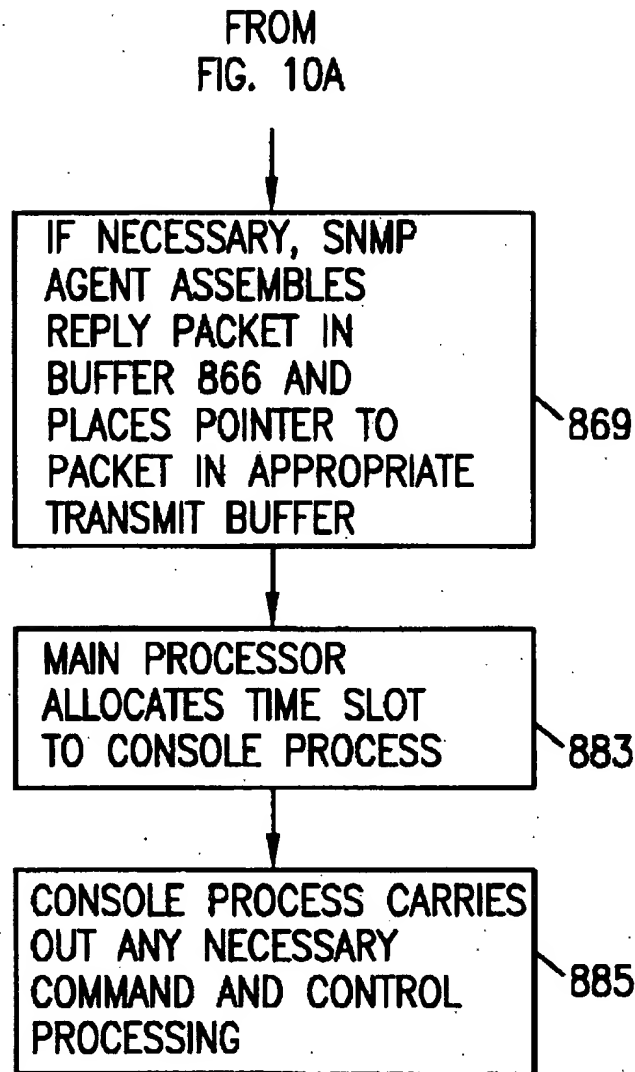 FROM
FIG. 10A
IF NECESSARY, SNMP
AGENT ASSEMBLES
REPLY PACKET IN
BUFFER 866 AND
PLACES POINTER TO
PACKET IN APPROPRIATE
TRANSMIT BUFFER
869
MAIN PROCESSOR
ALLOCATES TIME SLOT
TO CONSOLE PROCESS
883
CONSOLE PROCESS CARRIES
OUT ANY NECESSARY
COMMAND AND CONTROL
PROCESSING
885